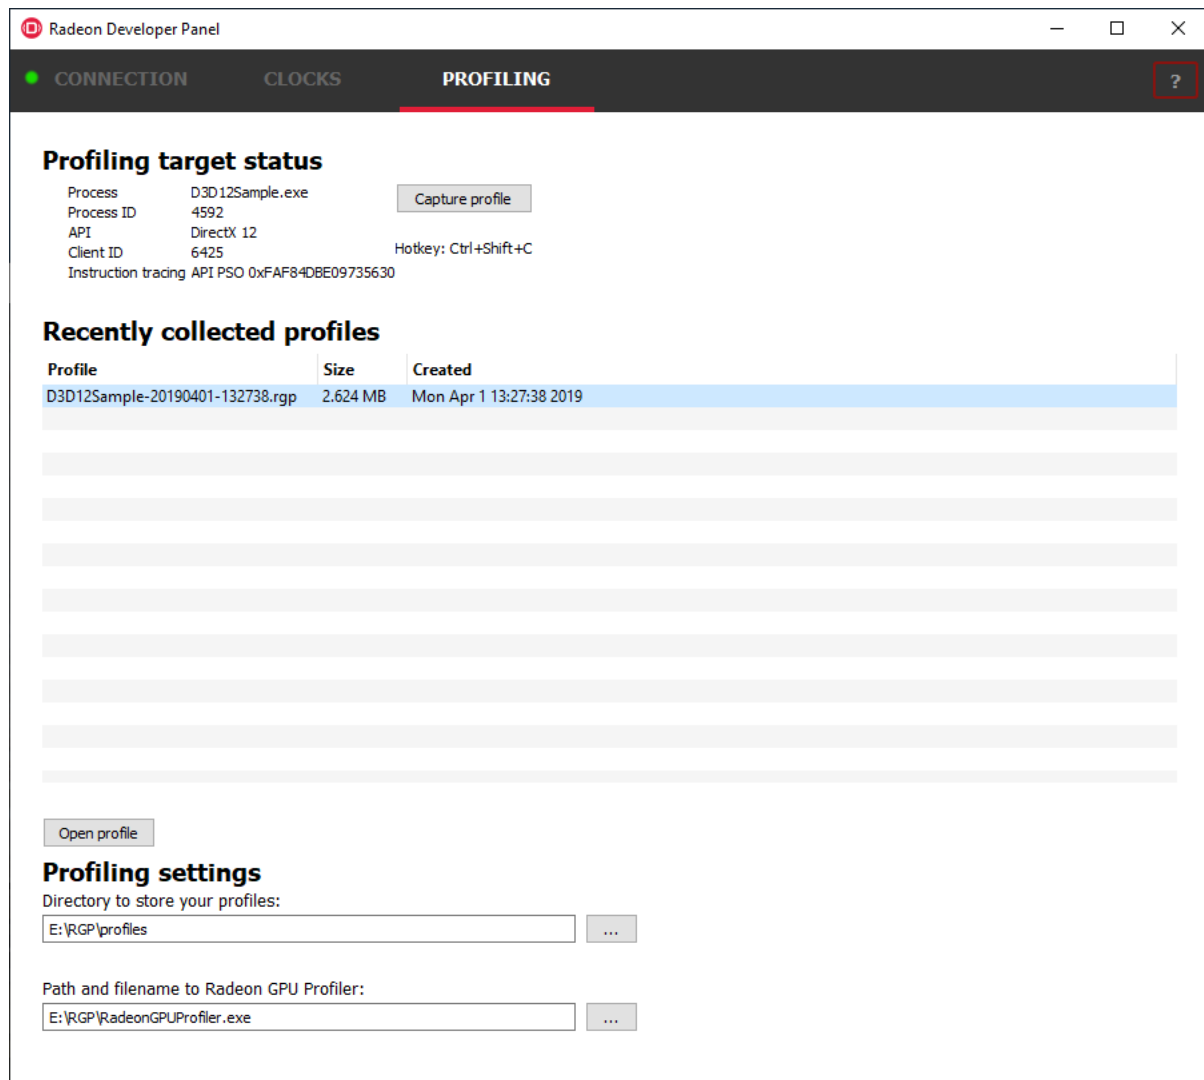 Radeon Developer Panel
CONNECTION CLOCKS PROFILING ?
Profiling target status
Process D3D12Sample.exe
Capture profile
Process ID 4592
API DirectX 12
Client ID 6425
Hotkey: Ctrl+Shift+C
Instruction tracing API PSO 0xFAF84DBE09735630
Recently collected profiles
Profile Size Created
D3D12Sample-20190401-132738.rgp 2.624 MB Mon Apr 1 13:27:38 2019
Open profile
Profiling settings
Directory to store your profiles:
E:\RGP\profiles ...
Path and filename to Radeon GPU Profiler:
E:\RGP\RadeonGPUProfiler.exe ...